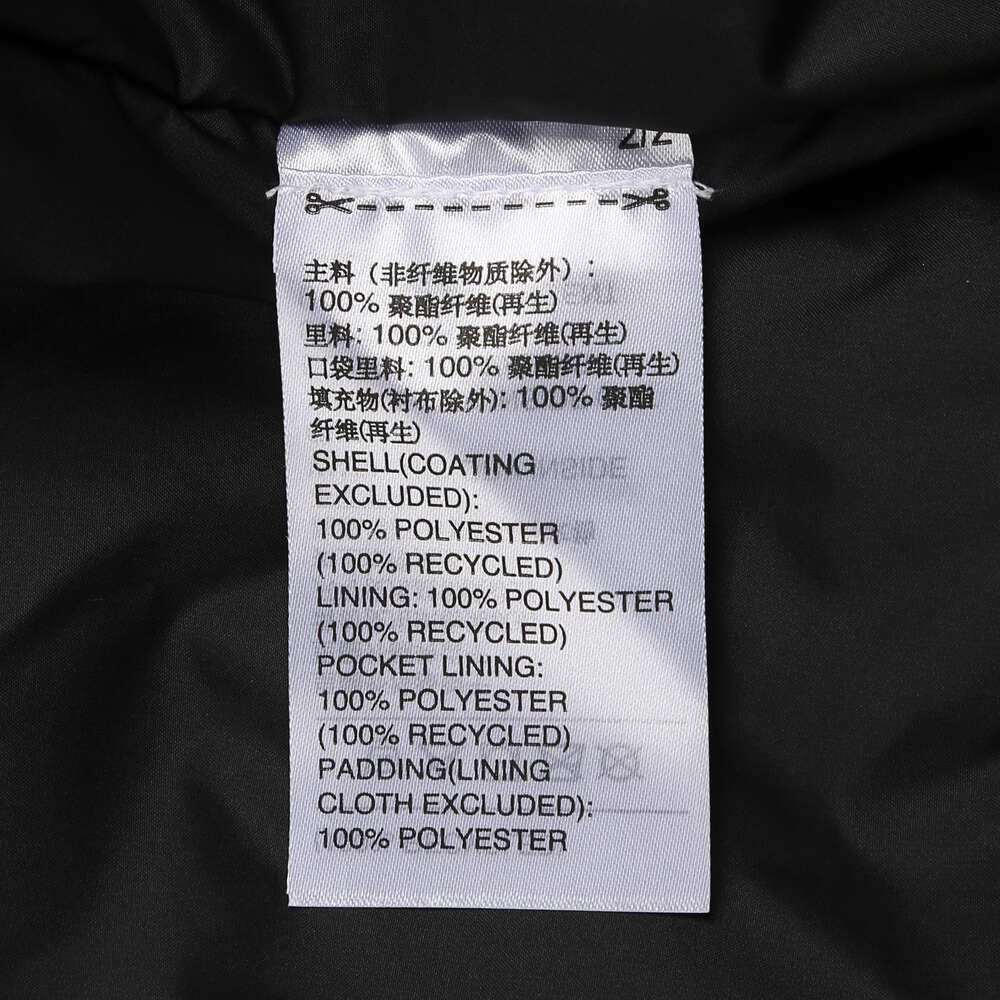 2/2
主料（非纤维物质除外）:
100% 聚酯纤维(再生)
里料: 100% 聚酯纤维(再生)
口袋里料: 100% 聚酯纤维(再生)
填充物(衬布除外): 100% 聚酯
纤维(再生)
SHELL(COATING
EXCLUDED):
100% POLYESTER
(100% RECYCLED)
LINING: 100% POLYESTER
(100% RECYCLED)
POCKET LINING:
100% POLYESTER
(100% RECYCLED)
PADDING(LINING
CLOTH EXCLUDED):
100% POLYESTER